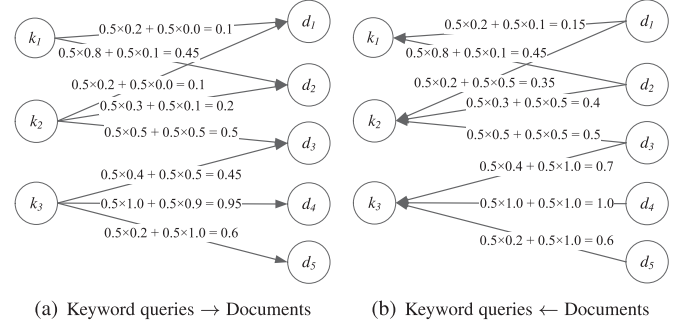 k1
k2
k3
0.5×0.2 + 0.5×0.0 = 0.1
0.5×0.8 + 0.5×0.1 = 0.45
0.5×0.2 + 0.5×0.0 = 0.1
0.5×0.3 + 0.5×0.1 = 0.2
0.5×0.5 + 0.5×0.5 = 0.5
0.5×0.4 + 0.5×0.5 = 0.45
0.5×1.0 + 0.5×0.9 = 0.95
0.5×0.2 + 0.5×1.0 = 0.6
d1
d2
d3
d4
d5
(a) Keyword queries → Documents
k1
k2
k3
0.5×0.2 + 0.5×0.1 = 0.15
0.5×0.8 + 0.5×0.1 = 0.45
0.5×0.2 + 0.5×0.5 = 0.35
0.5×0.3 + 0.5×0.5 = 0.4
0.5×0.5 + 0.5×0.5 = 0.5
0.5×0.4 + 0.5×1.0 = 0.7
0.5×1.0 + 0.5×1.0 = 1.0
0.5×0.2 + 0.5×1.0 = 0.6
d1
d2
d3
d4
d5
(b) Keyword queries ← Documents